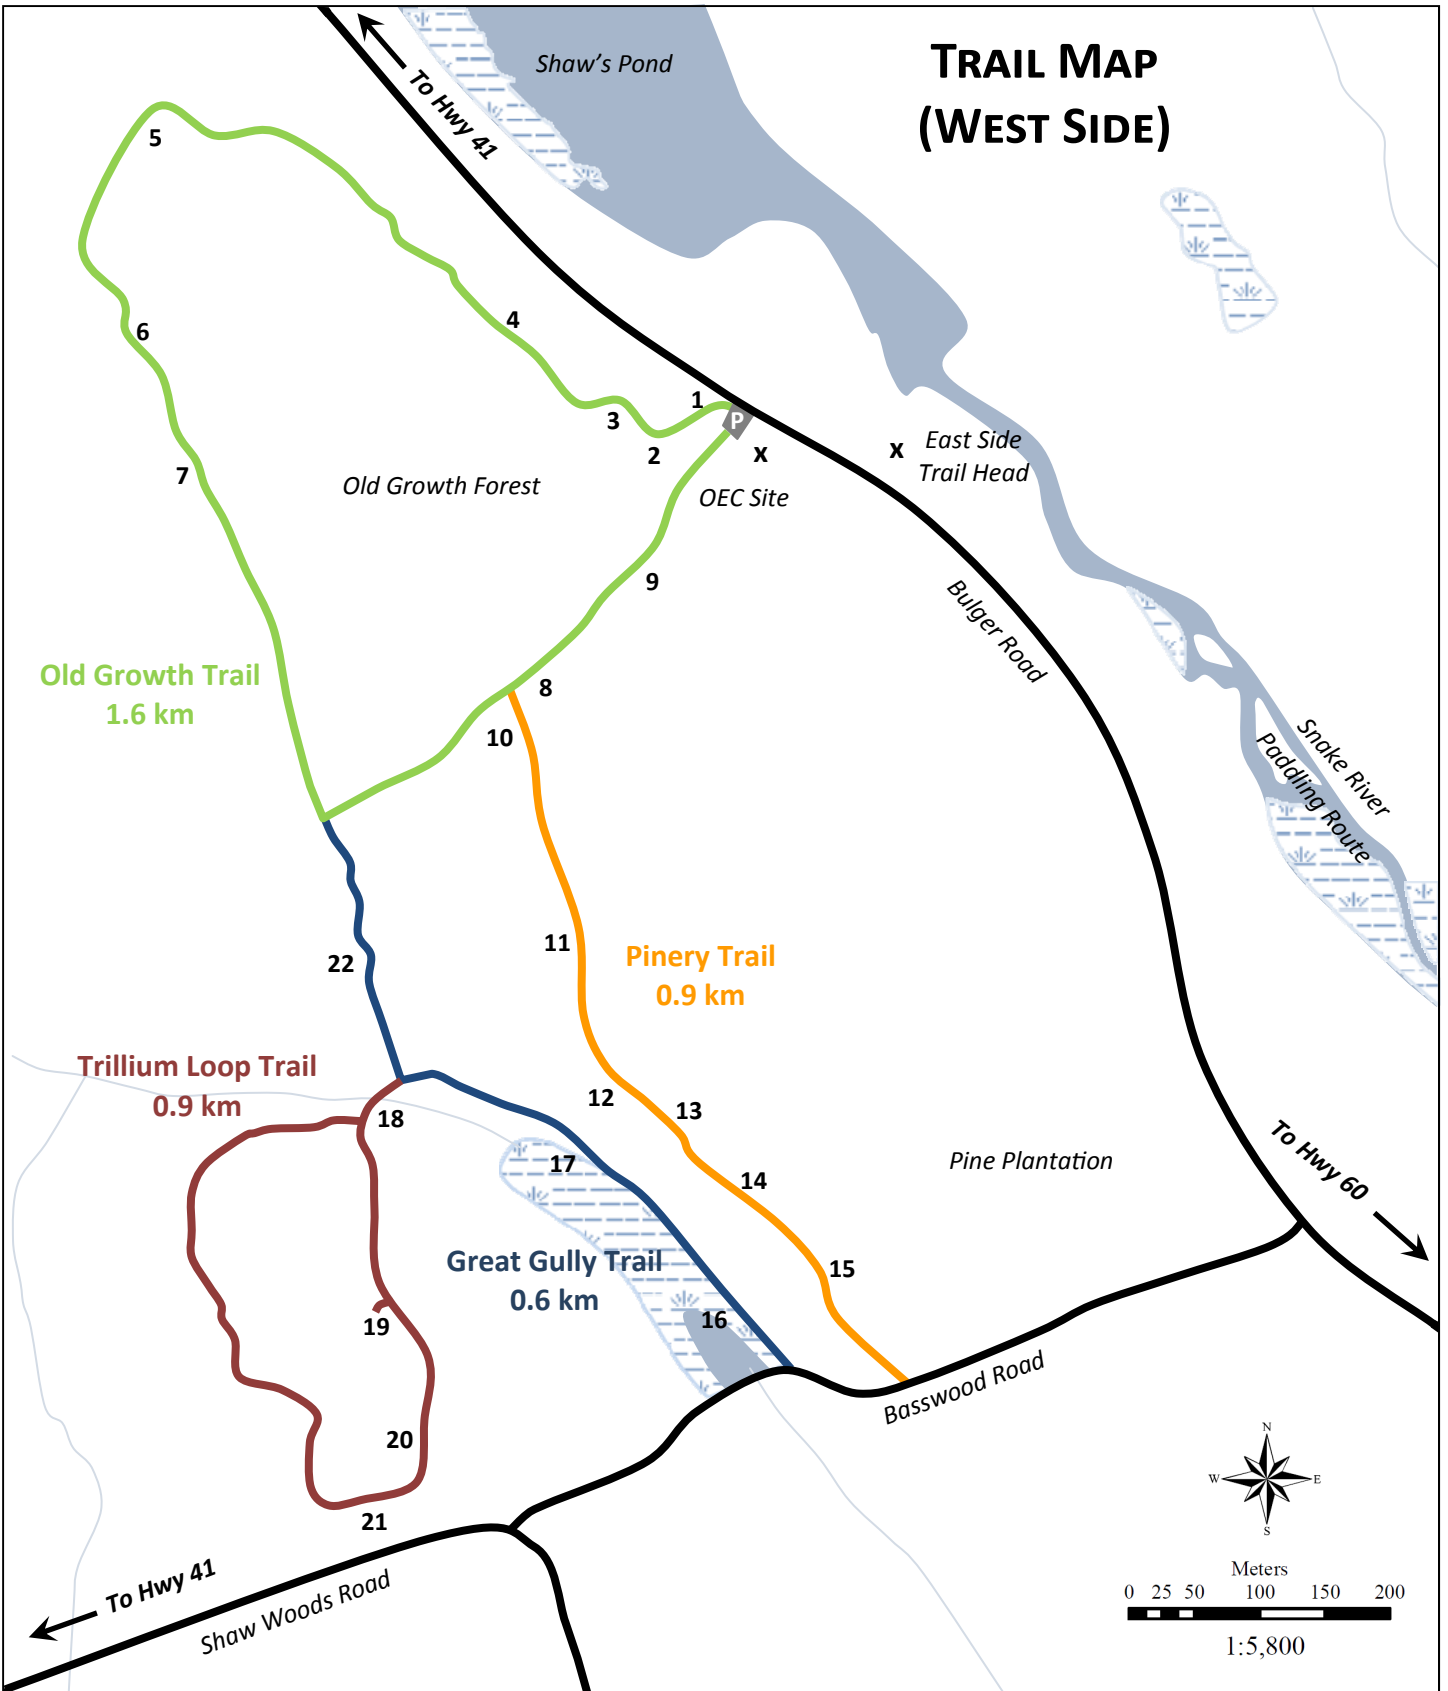 TRAIL MAP
(WEST SIDE)
Shaw's Pond
To Hwy 41
5
4
6
1
P
3
2
x
x
East Side
Trail Head
7
Old Growth Forest
OEC Site
9
Bulger Road
Old Growth Trail
1.6 km
8
10
Snake River
Paddling Route
11
22
Pinery Trail
0.9 km
Trillium Loop Trail
0.9 km
12
13
18
17
14
Pine Plantation
To Hwy 60
Great Gully Trail
0.6 km
15
16
19
Basswood Road
20
21
N
W
E
S
To Hwy 41
Shaw Woods Road
Meters
0 25 50 100 150 200
1:5,800